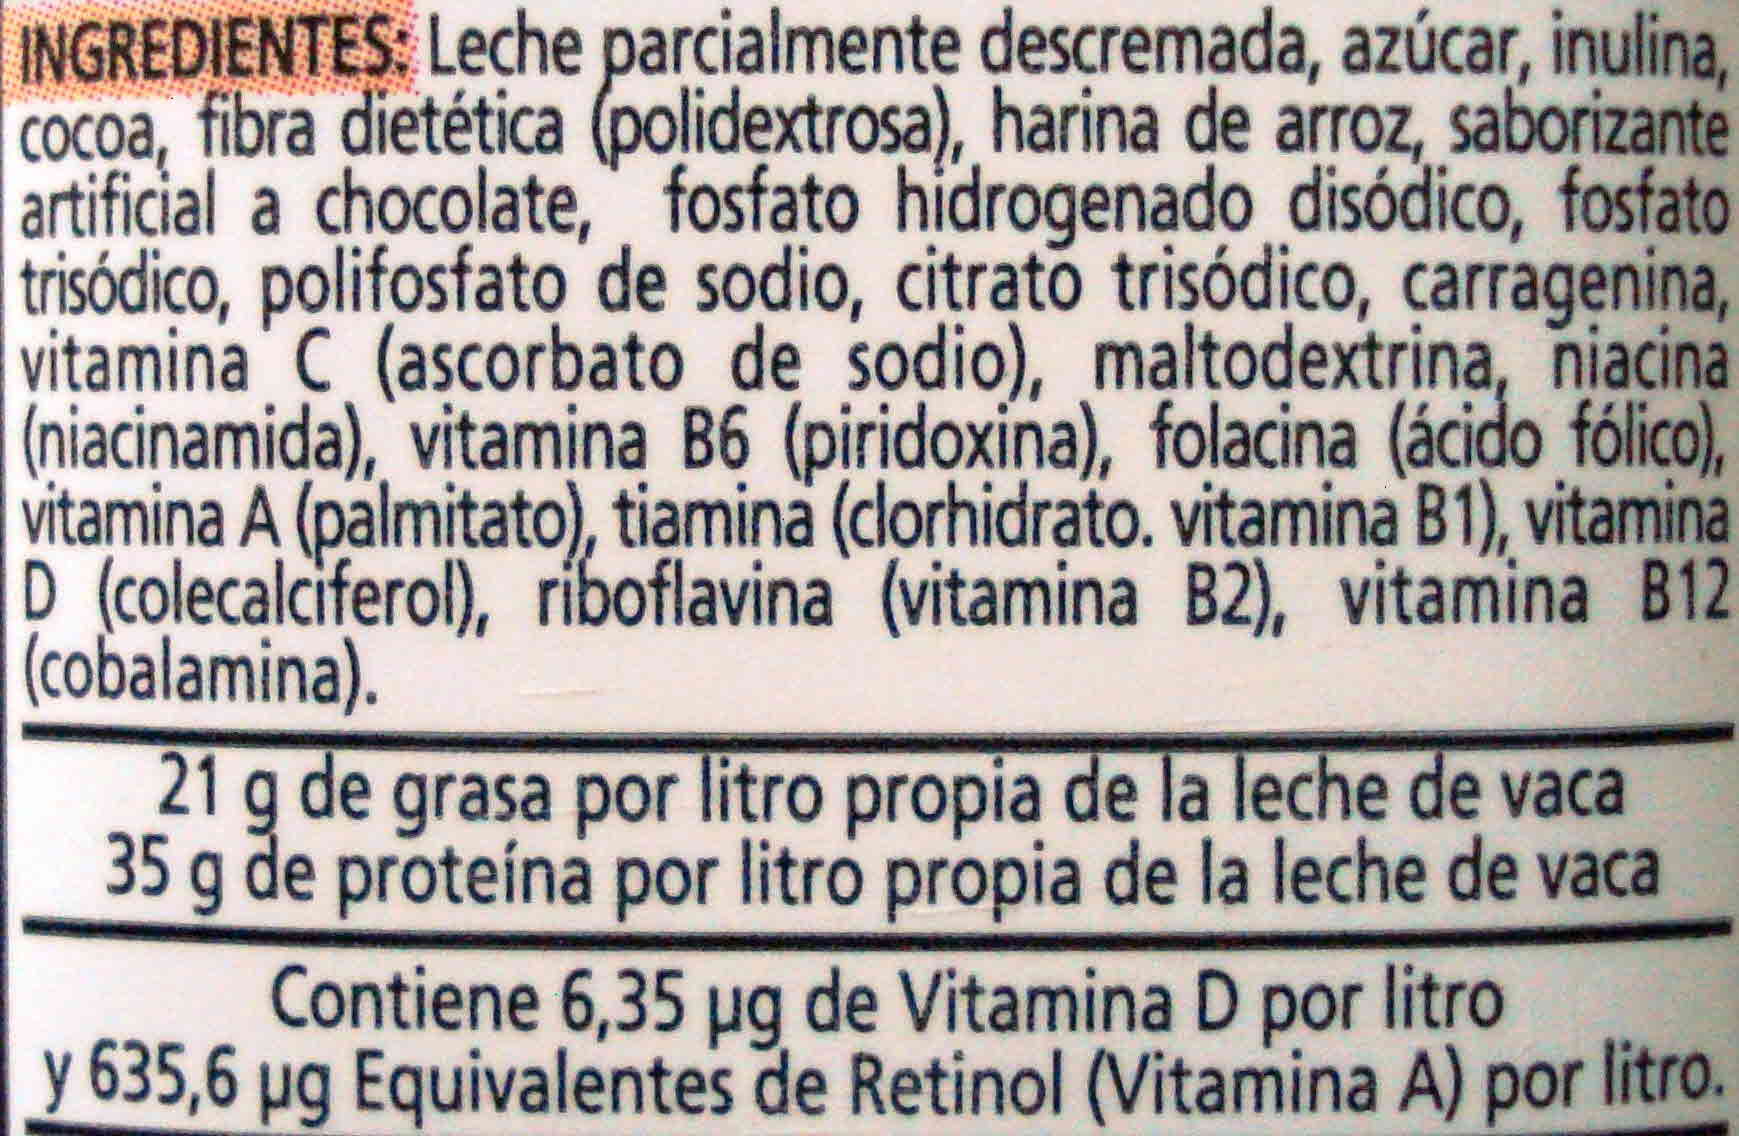 INGREDIENTES: Leche parcialmente descremada, azúcar, inulina,
cocoa, fibra dietética (polidextrosa), harina de arroz, saborizante
artificial a chocolate, fosfato hidrogenado disódico, fosfato
trisódico, polifosfato de sodio, citrato trisódico, carragenina,
vitamina C (ascorbato de sodio), maltodextrina, niacina
(niacinamida), vitamina B6 (piridoxina), folacina (ácido fólico),
vitamina A (palmitato), tiamina (clorhidrato. vitamina B1), vitamina
D (colecalciferol), riboflavina (vitamina B2), vitamina B12
(cobalamina).
21 g de grasa por litro propia de la leche de vaca
35 g de proteína por litro propia de la leche de vaca
Contiene 6,35 µg de Vitamina D por litro
y 635,6 µg Equivalentes de Retinol (Vitamina A) por litro.